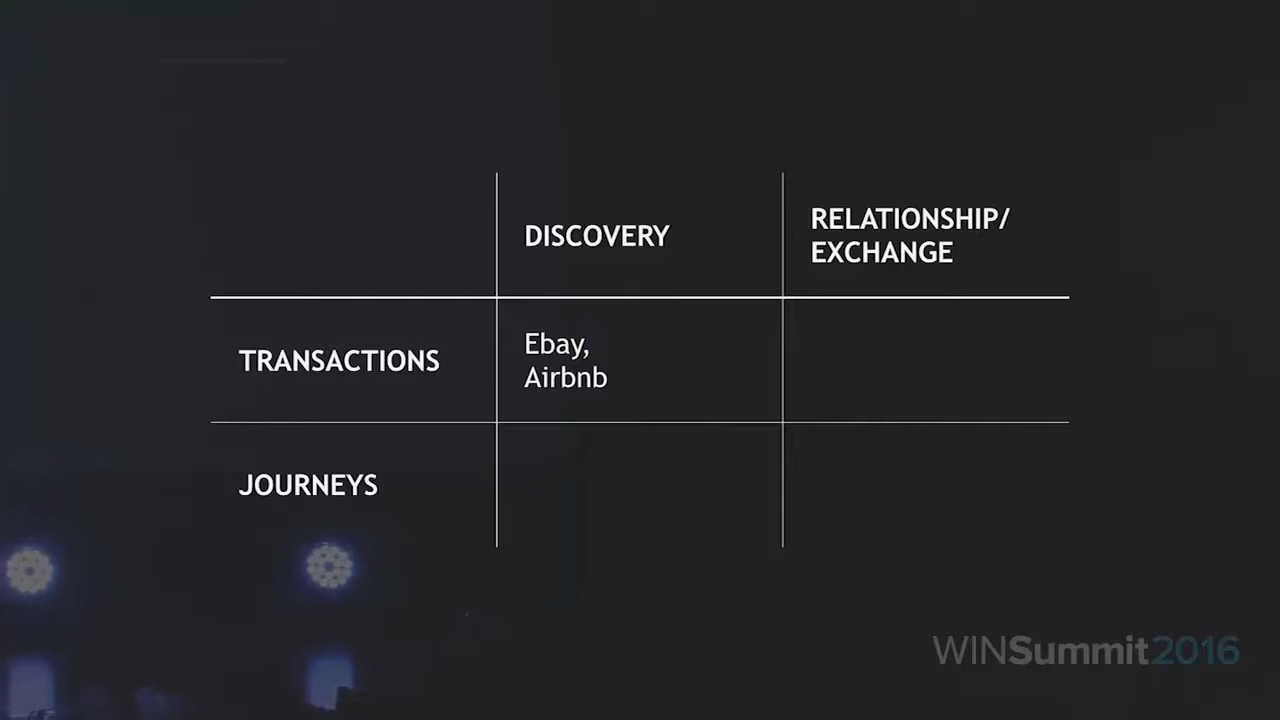 DISCOVERY
RELATIONSHIP/
EXCHANGE
TRANSACTIONS
Ebay,
Airbnb
JOURNEYS
WINSummit2016